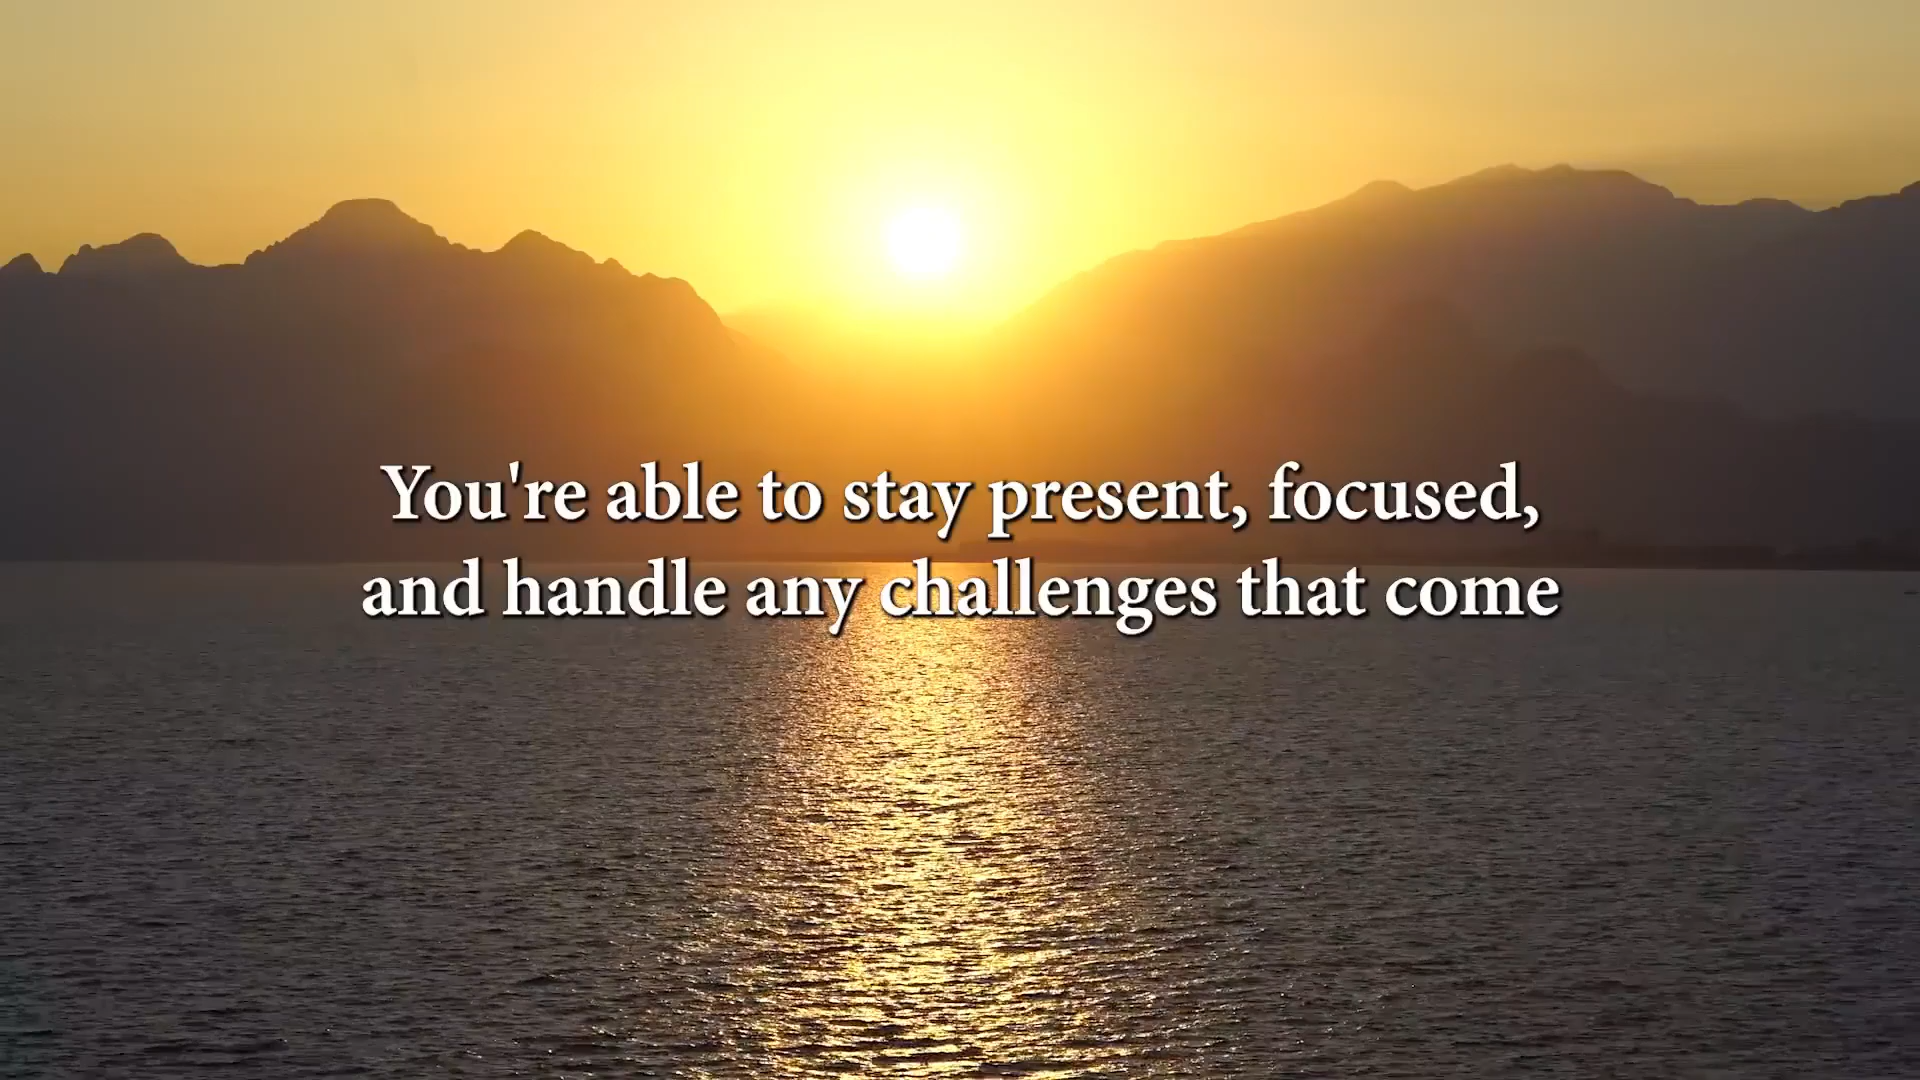 You're able to stay present, focused,
and handle any challenges that come